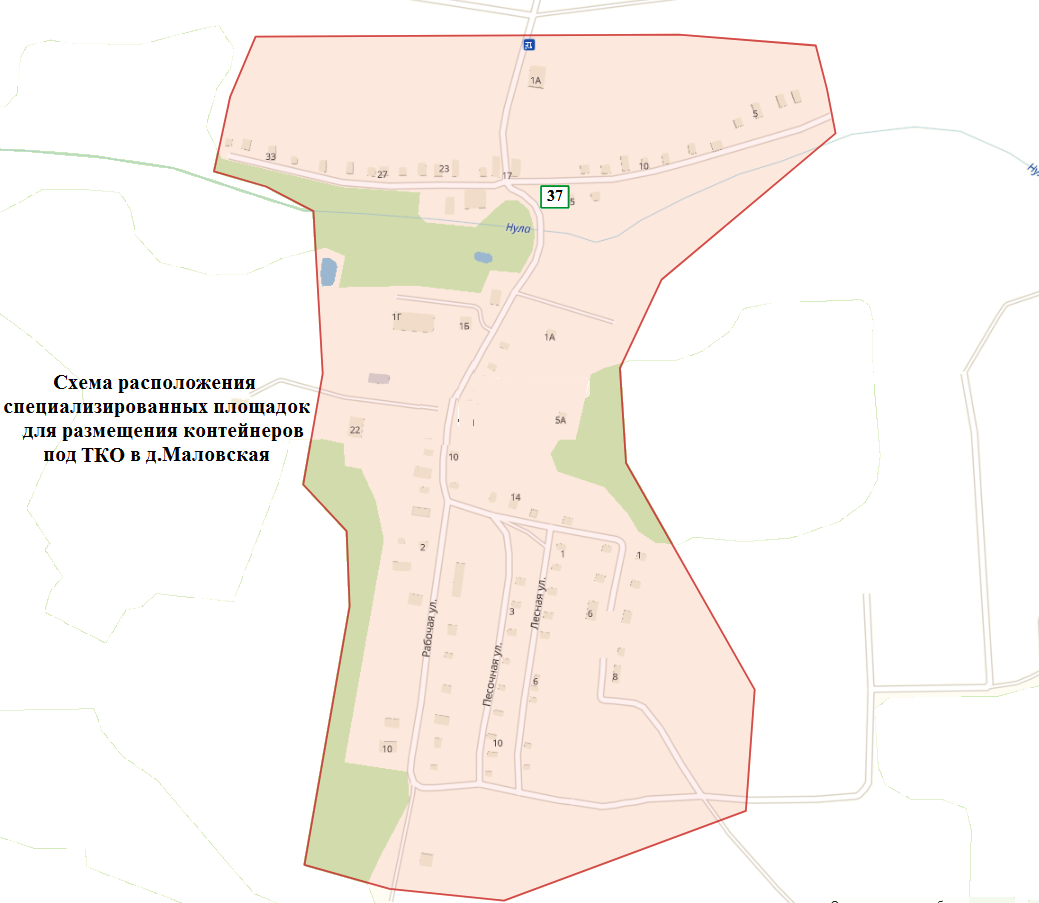 1А
5
33
10
23
27
17
37
5
Нула
Ну
1Г
1Б
1А
Схема расположения
специализированных площадок
для размещения контейнеров
под ТКО в д.Маловская
5А
22
10
14
2
1
1
Рабочая ул.
Песочная ул.
Лесная ул.
3
6
8
6
10
10